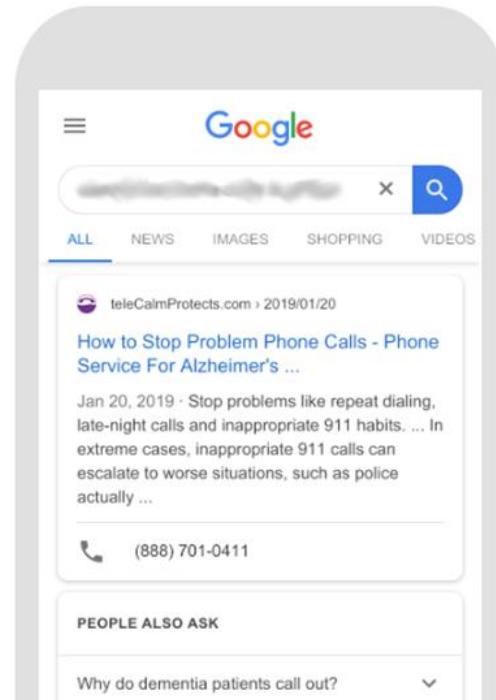 Google
ALL NEWS IMAGES SHOPPING VIDEOS
teleCalmProtects.com › 2019/01/20
How to Stop Problem Phone Calls - Phone
Service For Alzheimer's ...
Jan 20, 2019 · Stop problems like repeat dialing,
late-night calls and inappropriate 911 habits. ... In
extreme cases, inappropriate 911 calls can
escalate to worse situations, such as police
actually ...
(888) 701-0411
PEOPLE ALSO ASK
Why do dementia patients call out?